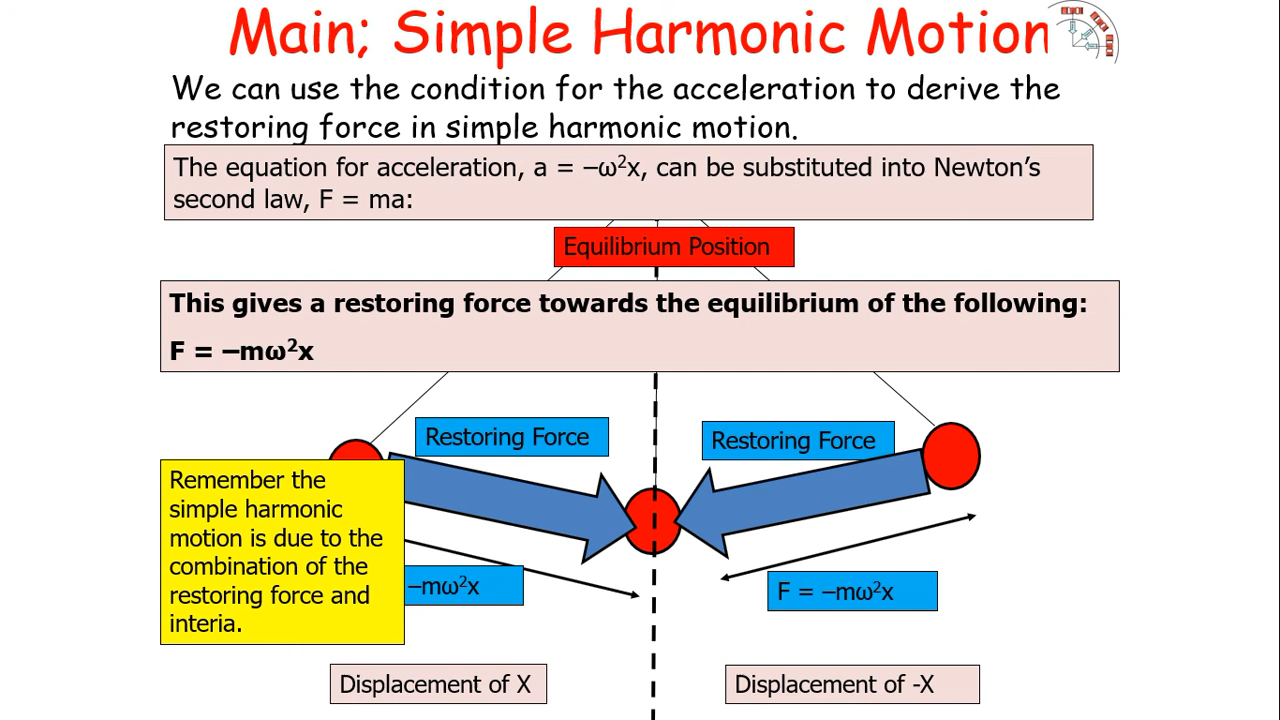 Main; Simple Harmonic Motion
We can use the condition for the acceleration to derive the
restoring force in simple harmonic motion.
The equation for acceleration, a = –ω²x, can be substituted into Newton's
second law, F = ma:
Equilibrium Position
This gives a restoring force towards the equilibrium of the following:
F = –mω²x
Restoring Force
Restoring Force
Remember the
simple harmonic
motion is due to the
combination of the
restoring force and
interia.
–mω²x
F = –mω²x
Displacement of X
Displacement of -X